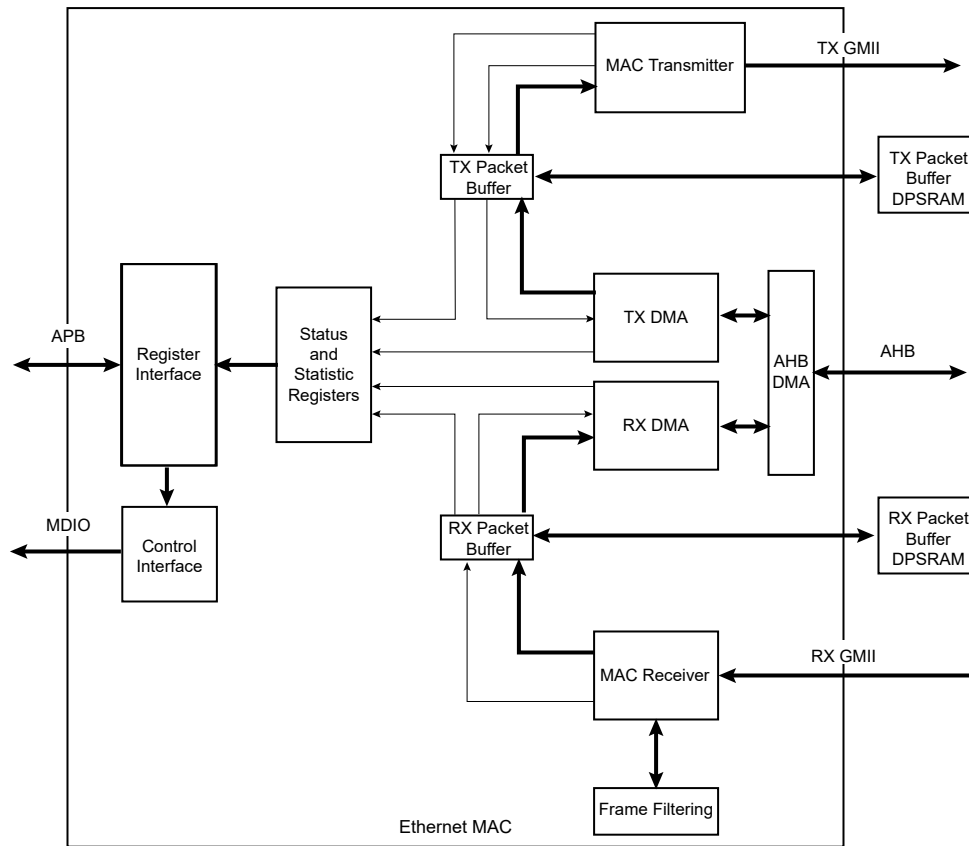 TX GMII
MAC Transmitter
TX Packet
Buffer
TX Packet
Buffer
DPSRAM
APB
Register
Interface
Status
and
Statistic
Registers
TX DMA
AHB
DMA
AHB
RX DMA
MDIO
Control
Interface
RX Packet
Buffer
RX Packet
Buffer
DPSRAM
MAC Receiver
RX GMII
Frame Filtering
Ethernet MAC